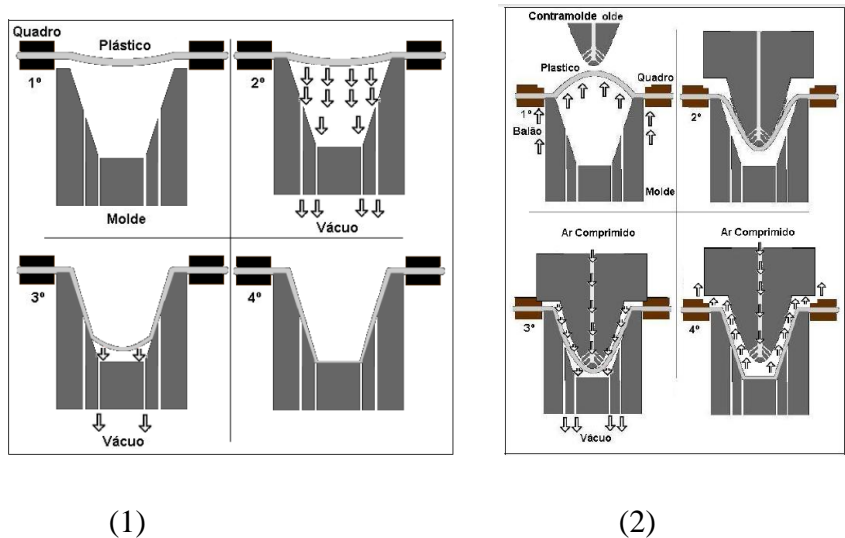 Quadro
Plástico
1º
2º
Molde
Vácuo
3º
4º
Vácuo
Contramolde olde
Plastico
Quadro
1º
2º
Balão
Molde
Ar Comprimido
Ar Comprimido
3º
4º
Vácuo
(1)
(2)